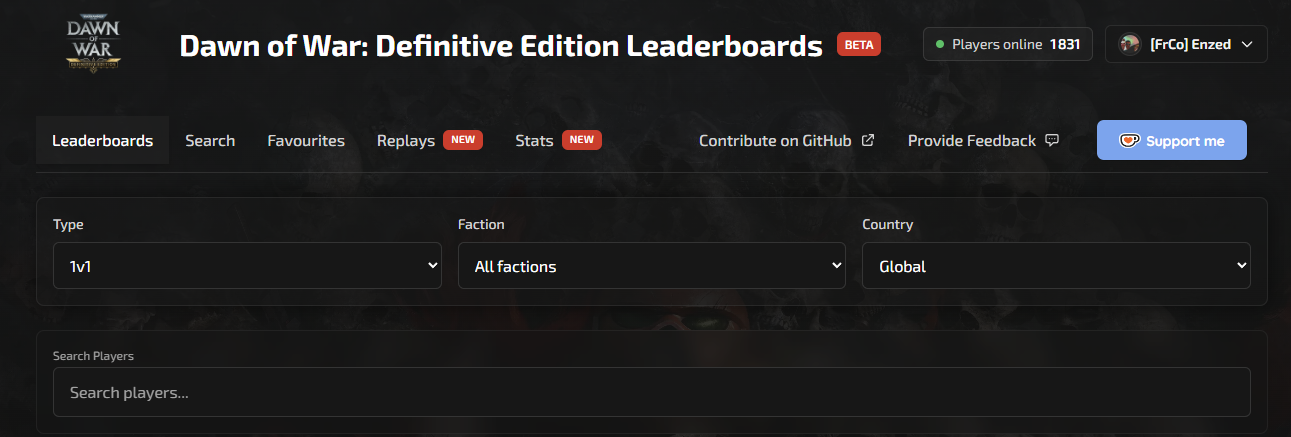 DAWN
OF
WAR
DEFINITIVE EDITION
Dawn of War: Definitive Edition Leaderboards BETA
Players online 1831
[FrCo] Enzed
Leaderboards Search Favourites Replays NEW Stats NEW Contribute on GitHub Provide Feedback Support me
Type Faction Country
1v1 All factions Global
Search Players
Search players...